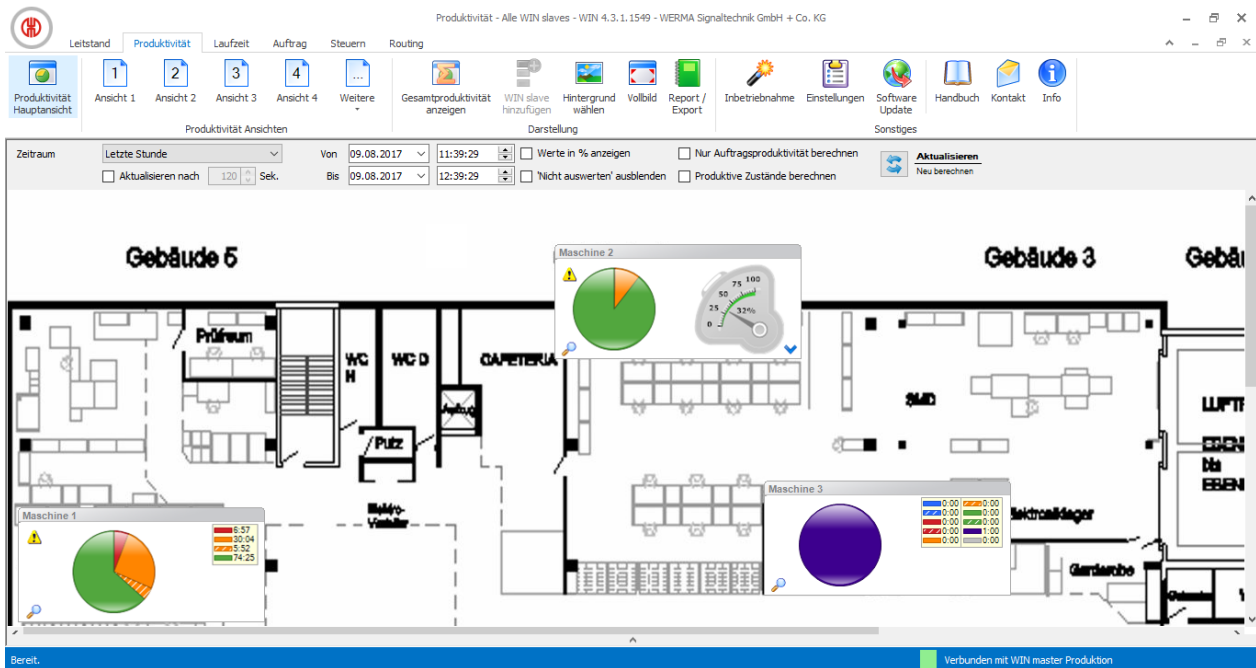 Produktivität - Alle WIN slaves - WIN 4.3.1.1549 - WERMA Signaltechnik GmbH + Co. KG
Leitstand Produktivität Laufzeit Auftrag Steuern Routing
1 2 3 4 ...
Produktivität Hauptansicht
Ansicht 1 Ansicht 2 Ansicht 3 Ansicht 4 Weitere
Gesamtproduktivität anzeigen
WIN slave hinzufügen
Hintergrund wählen
Vollbild
Report / Export
Inbetriebnahme Einstellungen
Software Update
Handbuch Kontakt Info
Produktivität Ansichten Darstellung Sonstiges
Zeitraum Letzte Stunde Von 09.08.2017 11:39:29 Werte in % anzeigen Nur Auftragsproduktivität berechnen Aktualisieren
Neu berechnen
Aktualisieren nach 120 Sek. Bis 09.08.2017 12:39:29 'Nicht auswerten' ausblenden Produktive Zustände berechnen
Gebäude 5
Maschine 2
Gebäude 3
0 25 50 75 100
32%
Prüfraum
WC H
WC D
CAFETERIA
Aufzug
SMD
Putz
Elektro-
Verteiler
Maschine 3
0:00 0:00
0:00 0:00
0:00 0:00
0:00 1:00
0:00 0:00
Maschine 1
6:57
30:04
5:52
74:25
Garderobe
Bereit.
Verbunden mit WIN master Produktion